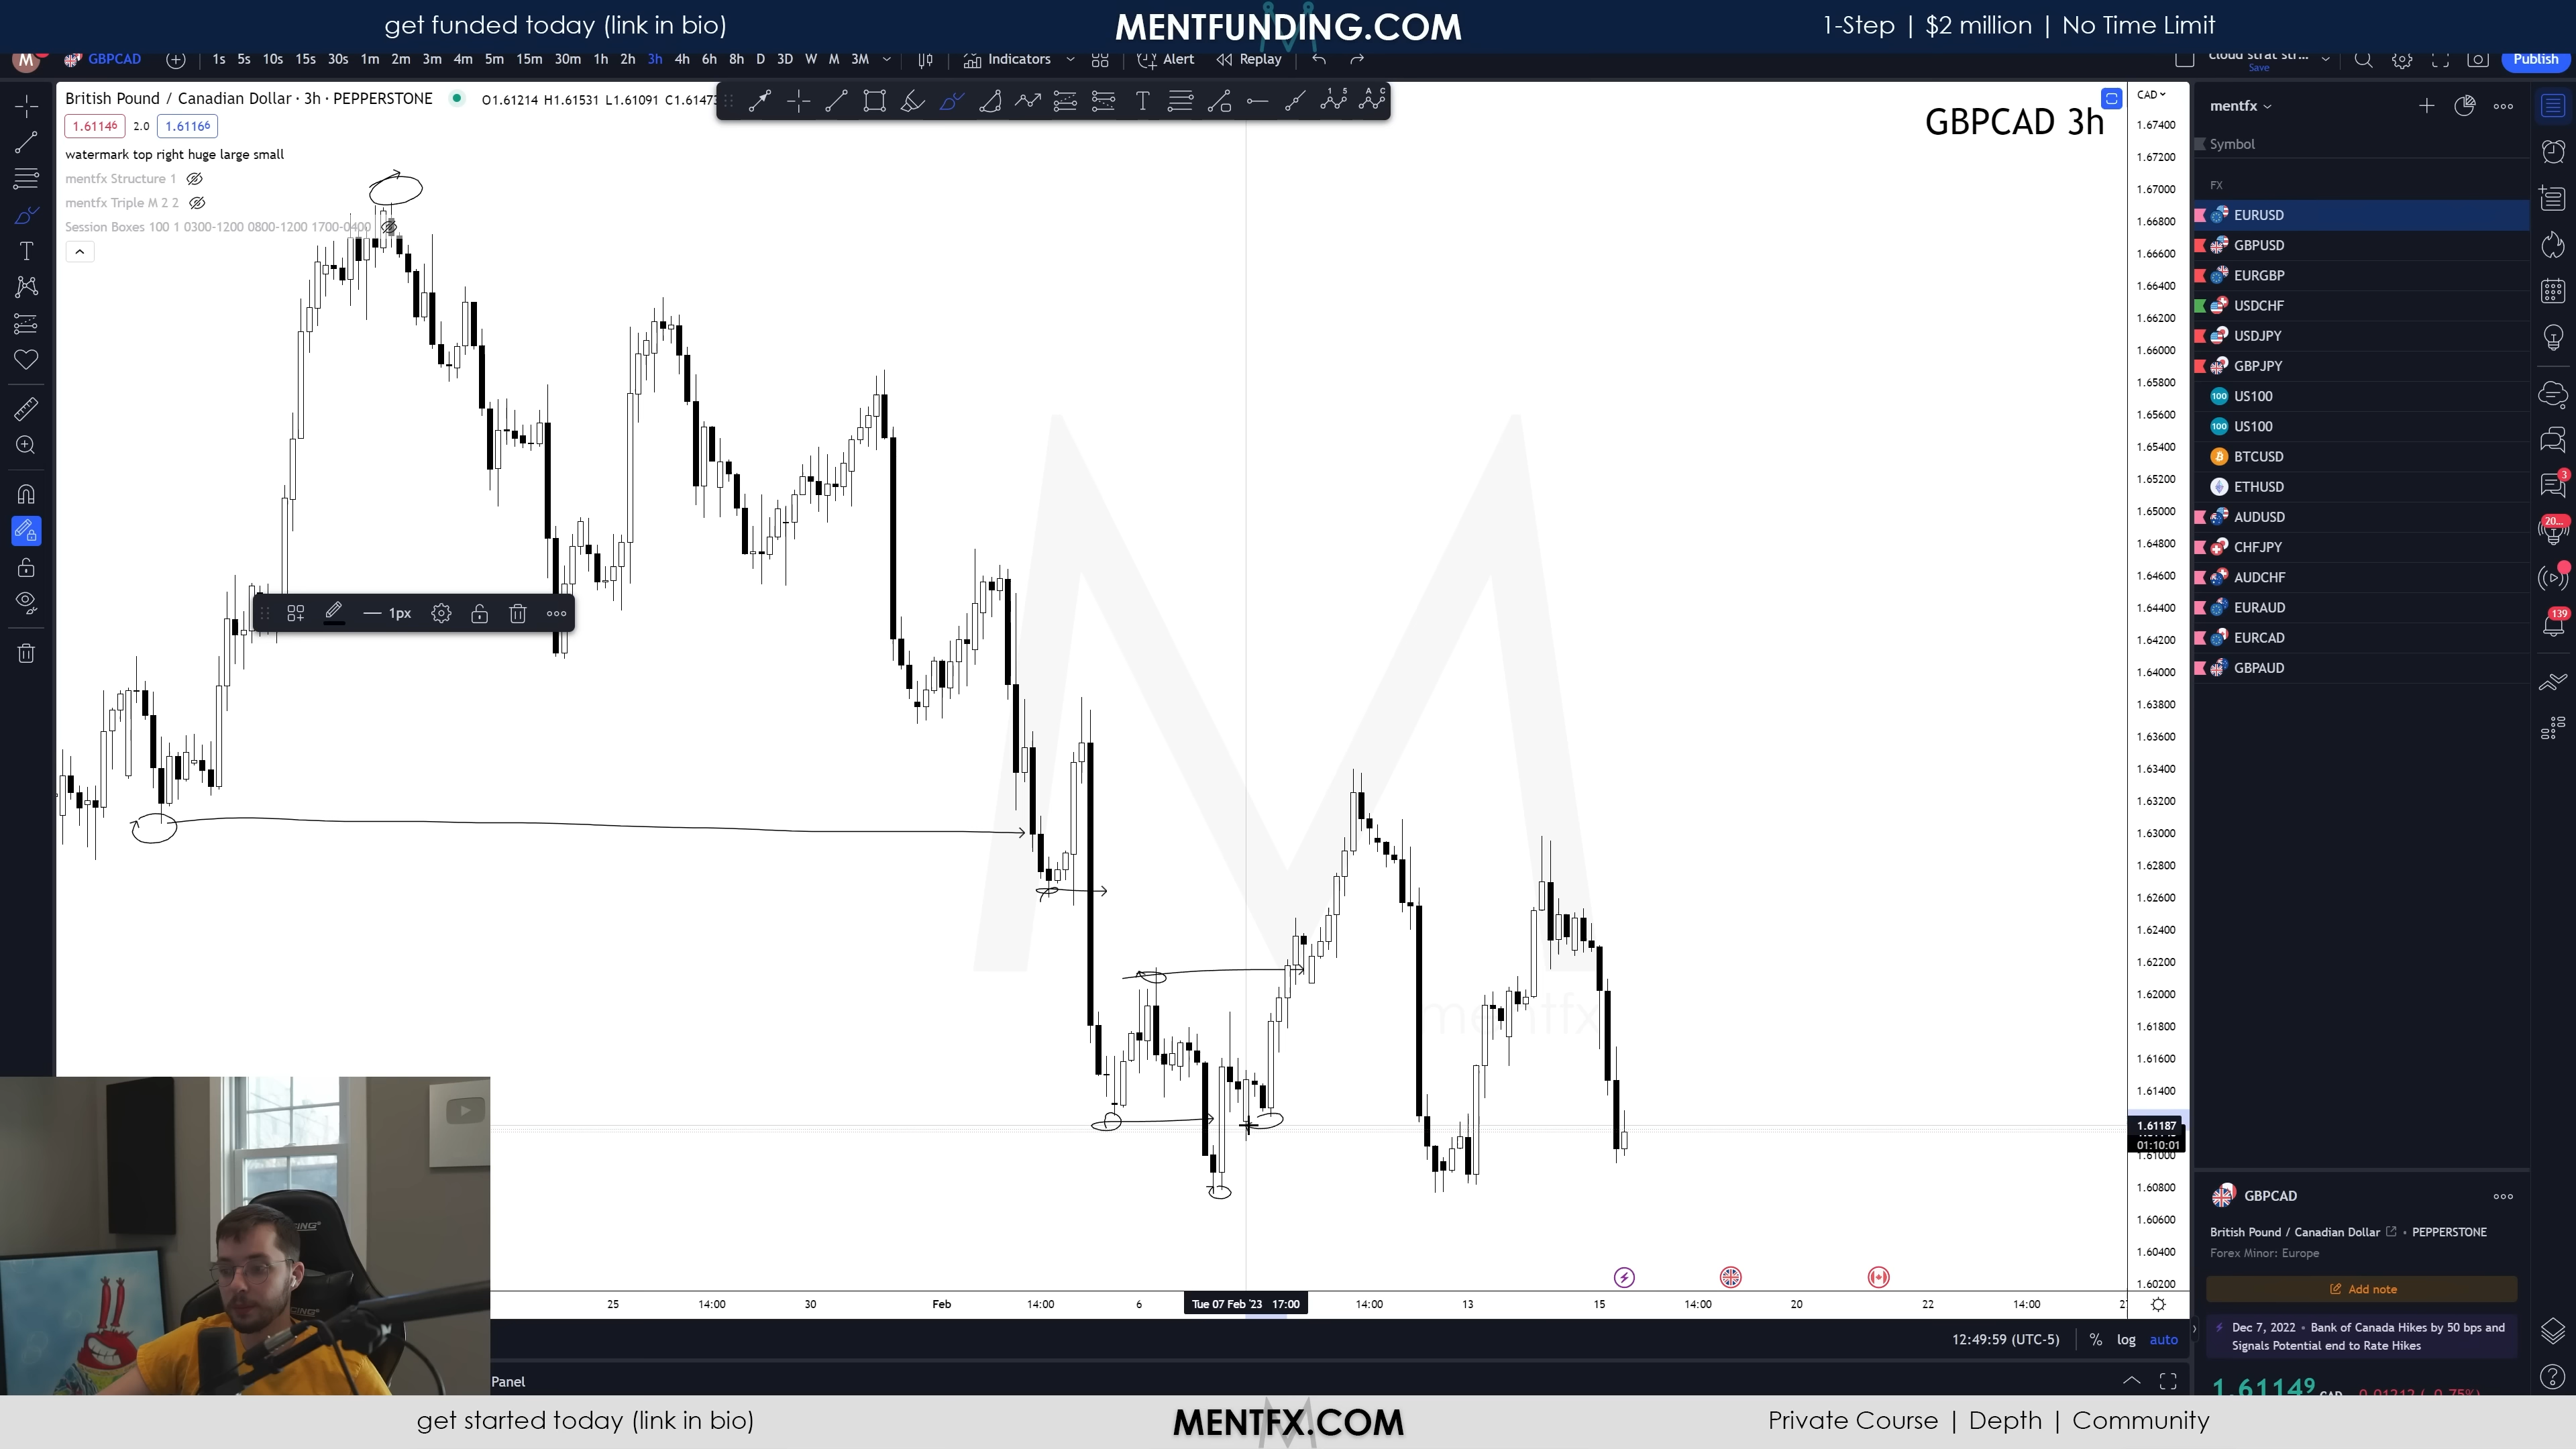 get funded today (link in bio)
MENTFUNDING.COM
1-Step | $2 million | No Time Limit
M
GBPCAD
1s 5s 10s 15s 30s 1m 2m 3m 4m 5m 15m 30m 1h 2h 3h 4h 6h 8h D 3D W M 3M
Indicators
Alert
Replay
Save
Publish
British Pound / Canadian Dollar · 3h · PEPPERSTONE
O1.61214 H1.61531 L1.61091
1.61146 2.0 1.61166
watermark top right huge large small
mentfx Structure 1
mentfx Triple M 2 2
Session Boxes 100 1 0300-1200 0800-1200 1700-0400
GBPCAD 3h
CAD
1.67400
1.67200
1.67000
1.66800
1.66600
1.66400
1.66200
1.66000
1.65800
1.65600
1.65400
1.65200
1.65000
1.64800
1.64600
1.64400
1.64200
1.64000
1.63800
1.63600
1.63400
1.63200
1.63000
1.62800
1.62600
1.62400
1.62200
1.62000
1.61800
1.61600
1.61400
1.61187
01:10:01
1.61000
1.60800
1.60600
1.60400
1.60200
1px
mentfx
25 14:00 30 Feb 14:00 6 Tue 07 Feb '23 17:00 14:00 13 15 14:00 20 22 14:00
12:49:59 (UTC-5) % log auto
Panel
mentfx
Symbol
FX
EURUSD
GBPUSD
EURGBP
USDCHF
USDJPY
GBPJPY
100 US100
100 US100
BTCUSD
ETHUSD
AUDUSD
CHFJPY
AUDCHF
EURAUD
EURCAD
GBPAUD
3
20...
139
GBPCAD
British Pound / Canadian Dollar • PEPPERSTONE
Forex Minor: Europe
Add note
Dec 7, 2022 • Bank of Canada Hikes by 50 bps and
Signals Potential end to Rate Hikes
1.61149
get started today (link in bio)
MENTFX.COM
Private Course | Depth | Community